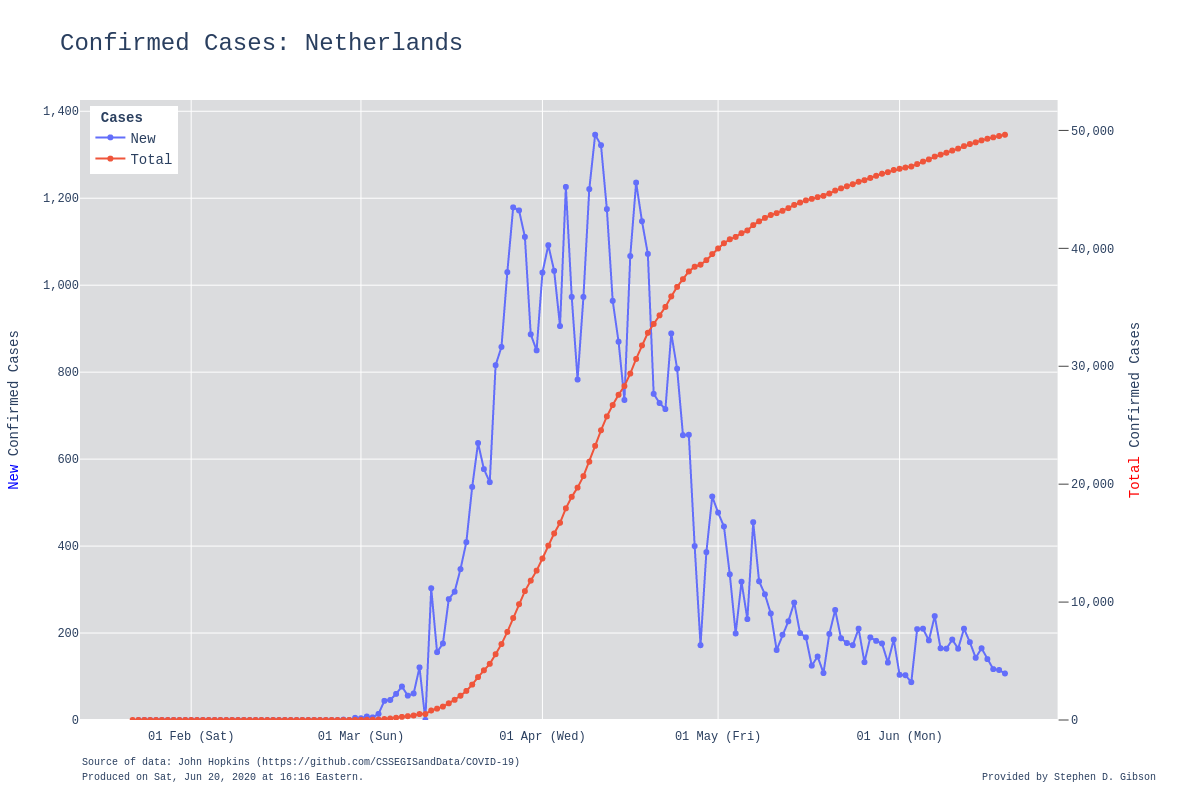 Confirmed Cases: Netherlands
Cases
New
Total
1,400
1,200
1,000
800
600
400
200
0
New Confirmed Cases
50,000
40,000
30,000
20,000
10,000
0
Total Confirmed Cases
01 Feb (Sat) 01 Mar (Sun) 01 Apr (Wed) 01 May (Fri) 01 Jun (Mon)
Source of data: John Hopkins (https://github.com/CSSEGISandData/COVID-19)
Produced on Sat, Jun 20, 2020 at 16:16 Eastern.
Provided by Stephen D. Gibson